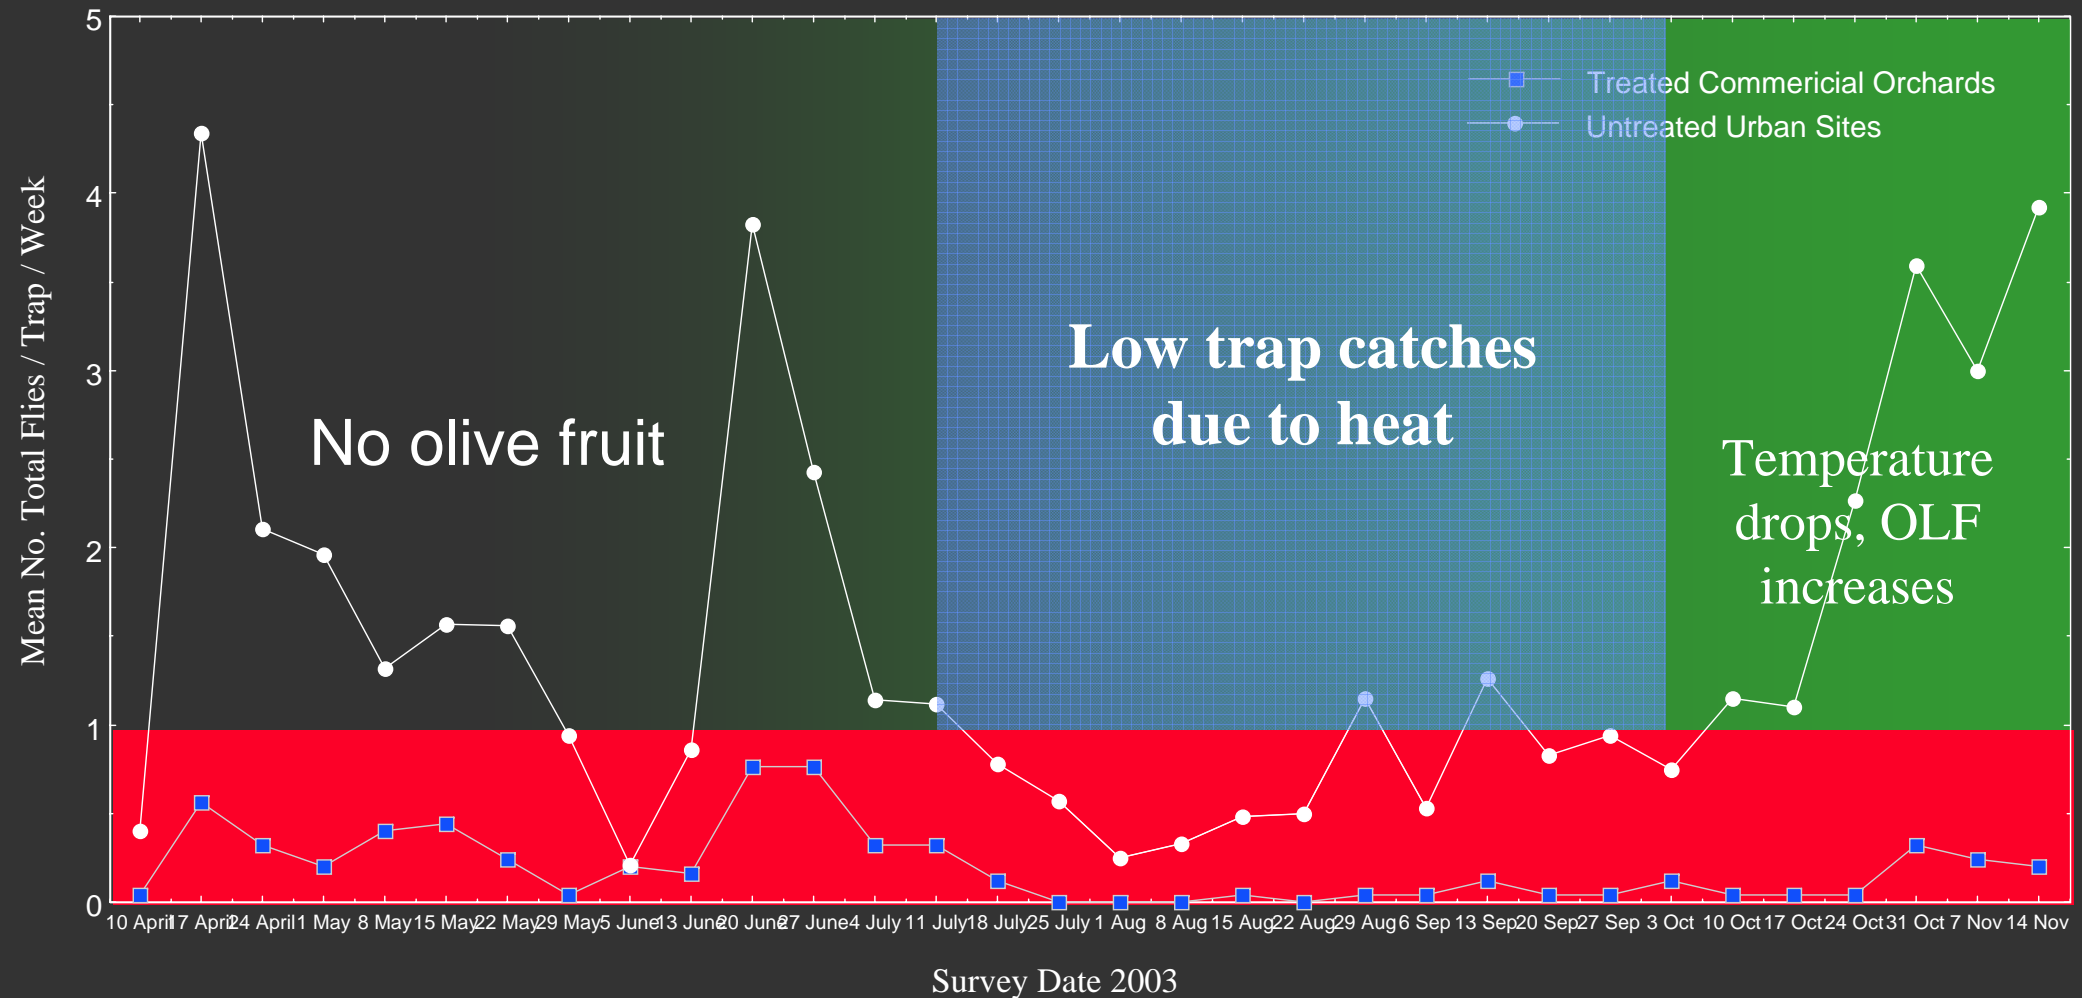 5
Treated Commericial Orchards
Untreated Urban Sites
4
Mean No. Total Flies / Trap / Week
3
Low trap catches
due to heat
No olive fruit
Temperature
drops, OLF
increases
2
1
0
10 April 17 April 24 April 1 May 8 May 15 May 22 May 29 May 5 June 13 June 20 June 27 June 4 July 11 July 18 July 25 July 1 Aug 8 Aug 15 Aug 22 Aug 29 Aug 6 Sep 13 Sep 20 Sep 27 Sep 3 Oct 10 Oct 17 Oct 24 Oct 31 Oct 7 Nov 14 Nov
Survey Date 2003